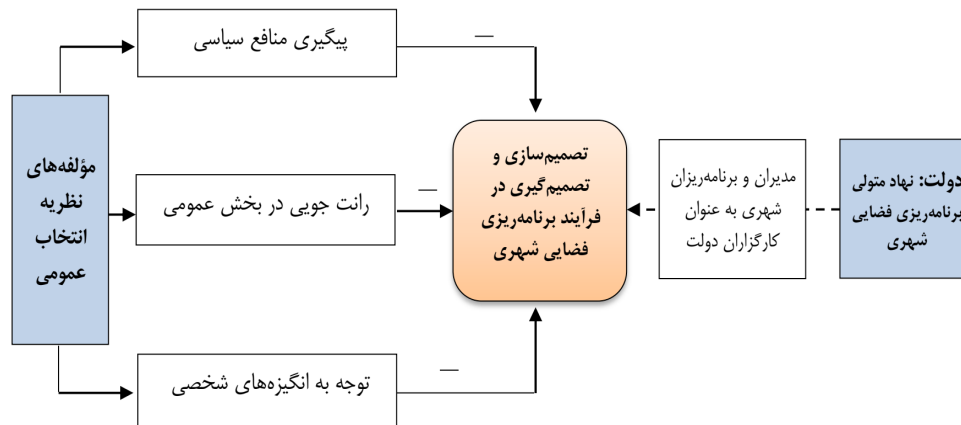 دولت: نهاد متولی
برنامه‌ریزی فضایی
شهری
مدیران و برنامه‌ریزان
شهری به عنوان
کارگزاران دولت
تصمیم‌سازی و
تصمیم‌گیری در
فرآیند برنامه‌ریزی
فضایی شهری
پیگیری منافع سیاسی
—
رانت جویی در بخش عمومی
—
توجه به انگیزه‌های شخصی
—
مؤلفه‌های
نظریه
انتخاب
عمومی